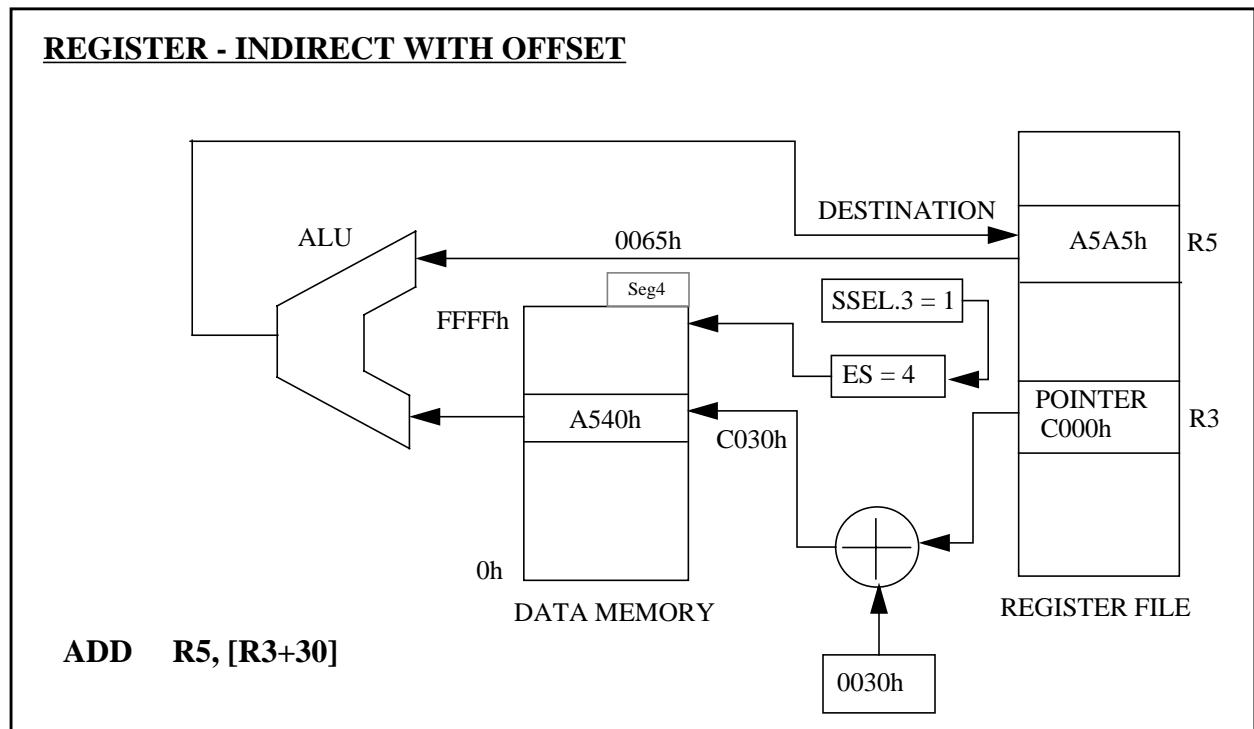 REGISTER - INDIRECT WITH OFFSET
DESTINATION
ALU
0065h
A5A5h
R5
Seg4
SSEL.3 = 1
FFFFh
ES = 4
POINTER
C000h
R3
A540h
C030h
0h
DATA MEMORY
REGISTER FILE
ADD R5, [R3+30]
0030h